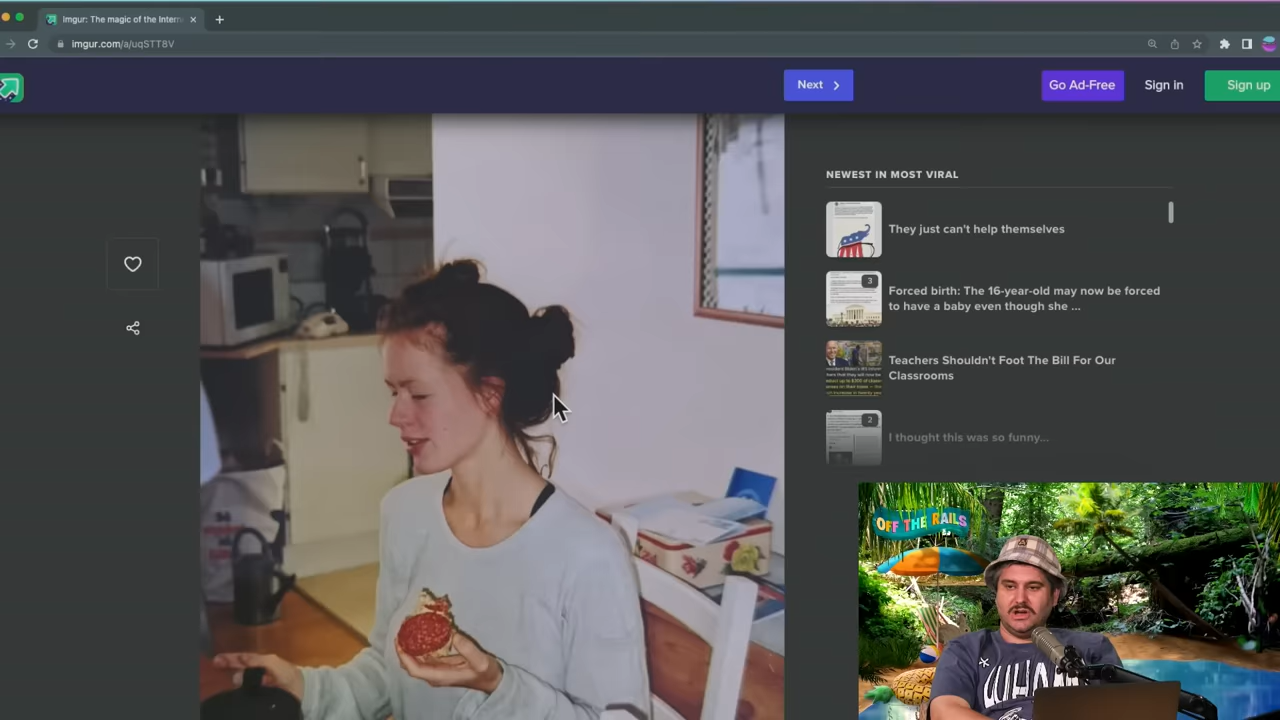 Imgur: The magic of the Intern
imgur.com/a/uqSTT8V
Next
Go Ad-Free
Sign in
Sign up
NEWEST IN MOST VIRAL
They just can't help themselves
3
Forced birth: The 16-year-old may now be forced
to have a baby even though she ...
Teachers Shouldn't Foot The Bill For Our
Classrooms
2
I thought this was so funny...
OFF THE RAILS
WHAM